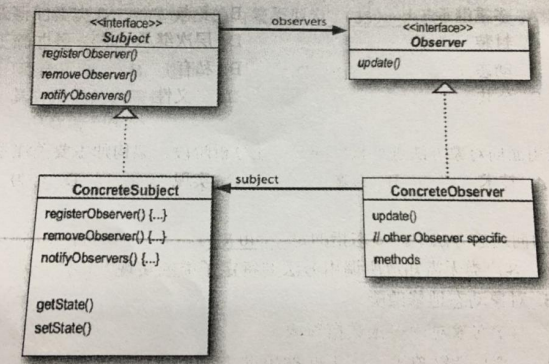 <<interface>>
Subject
registerObserver()
removeObserver()
notifyObservers()
observers
<<interface>>
Observer
update()
ConcreteSubject
registerObserver() {...}
removeObserver() {...}
notifyObservers() {...}
getState()
setState()
subject
ConcreteObserver
update()
// other Observer specific
methods